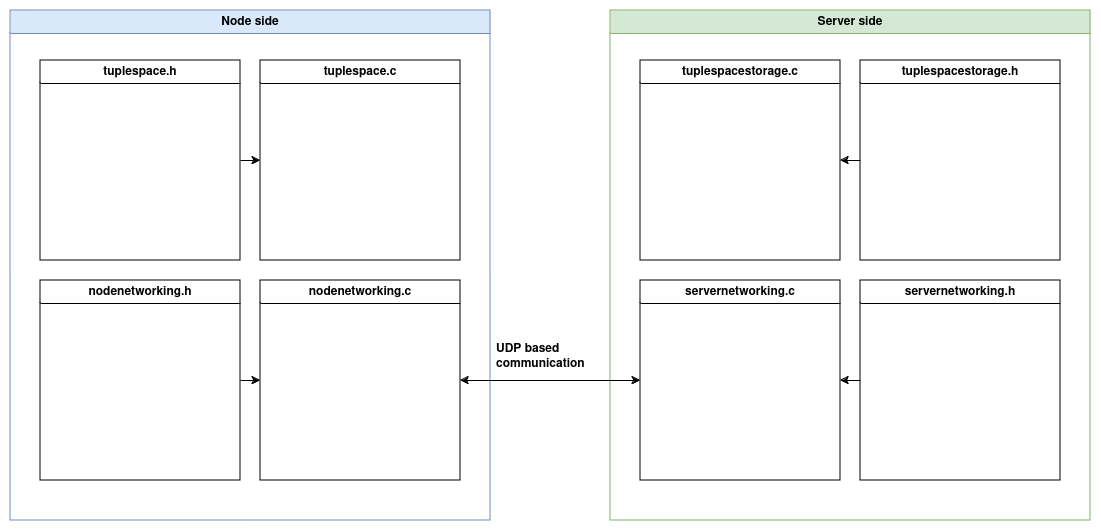 Node side
Server side
tuplespace.h
tuplespace.c
tuplespacestorage.c
tuplespacestorage.h
nodenetworking.h
nodenetworking.c
servernetworking.c
servernetworking.h
UDP based
communication